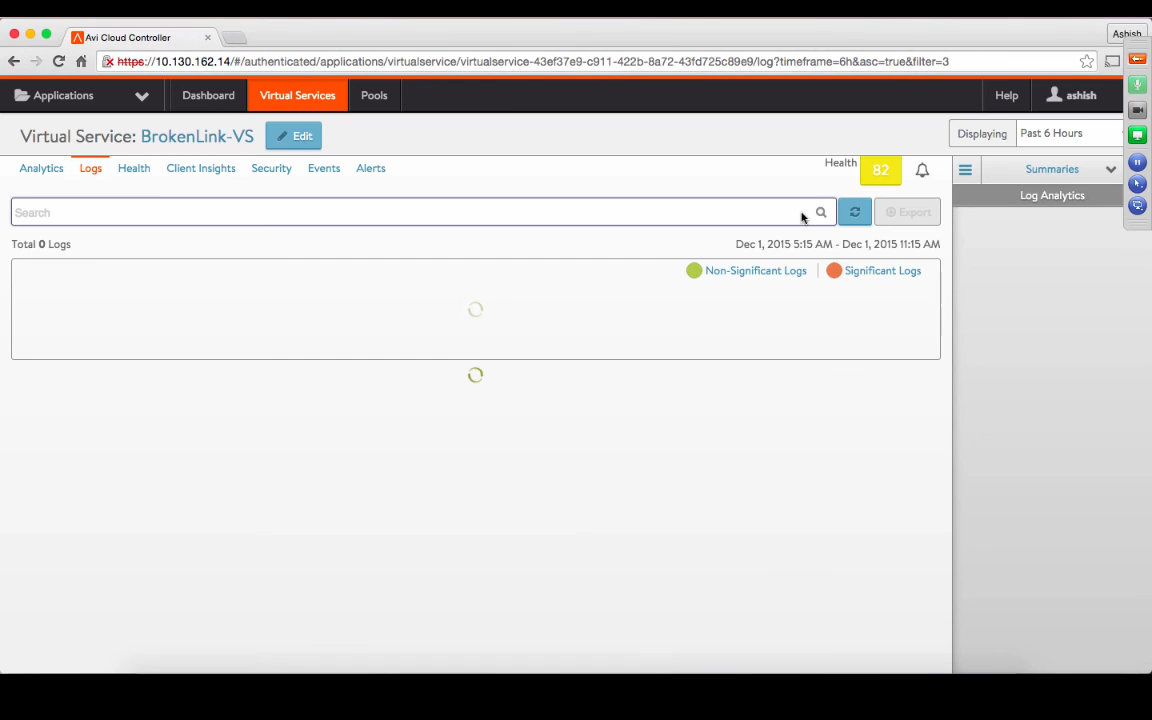 Avi Cloud Controller
Ashish
https://10.130.162.14/#/authenticated/applications/virtualservice/virtualservice-43ef37e9-c911-422b-8a72-43fd725c89e9/log?timeframe=6h&asc=true&filter=3
Applications Dashboard Virtual Services Pools Help ashish
Virtual Service: BrokenLink-VS Edit Displaying Past 6 Hours
Analytics Logs Health Client Insights Security Events Alerts Health 82 Summaries
Log Analytics
Search Export
Total 0 Logs Dec 1, 2015 5:15 AM - Dec 1, 2015 11:15 AM
Non-Significant Logs Significant Logs